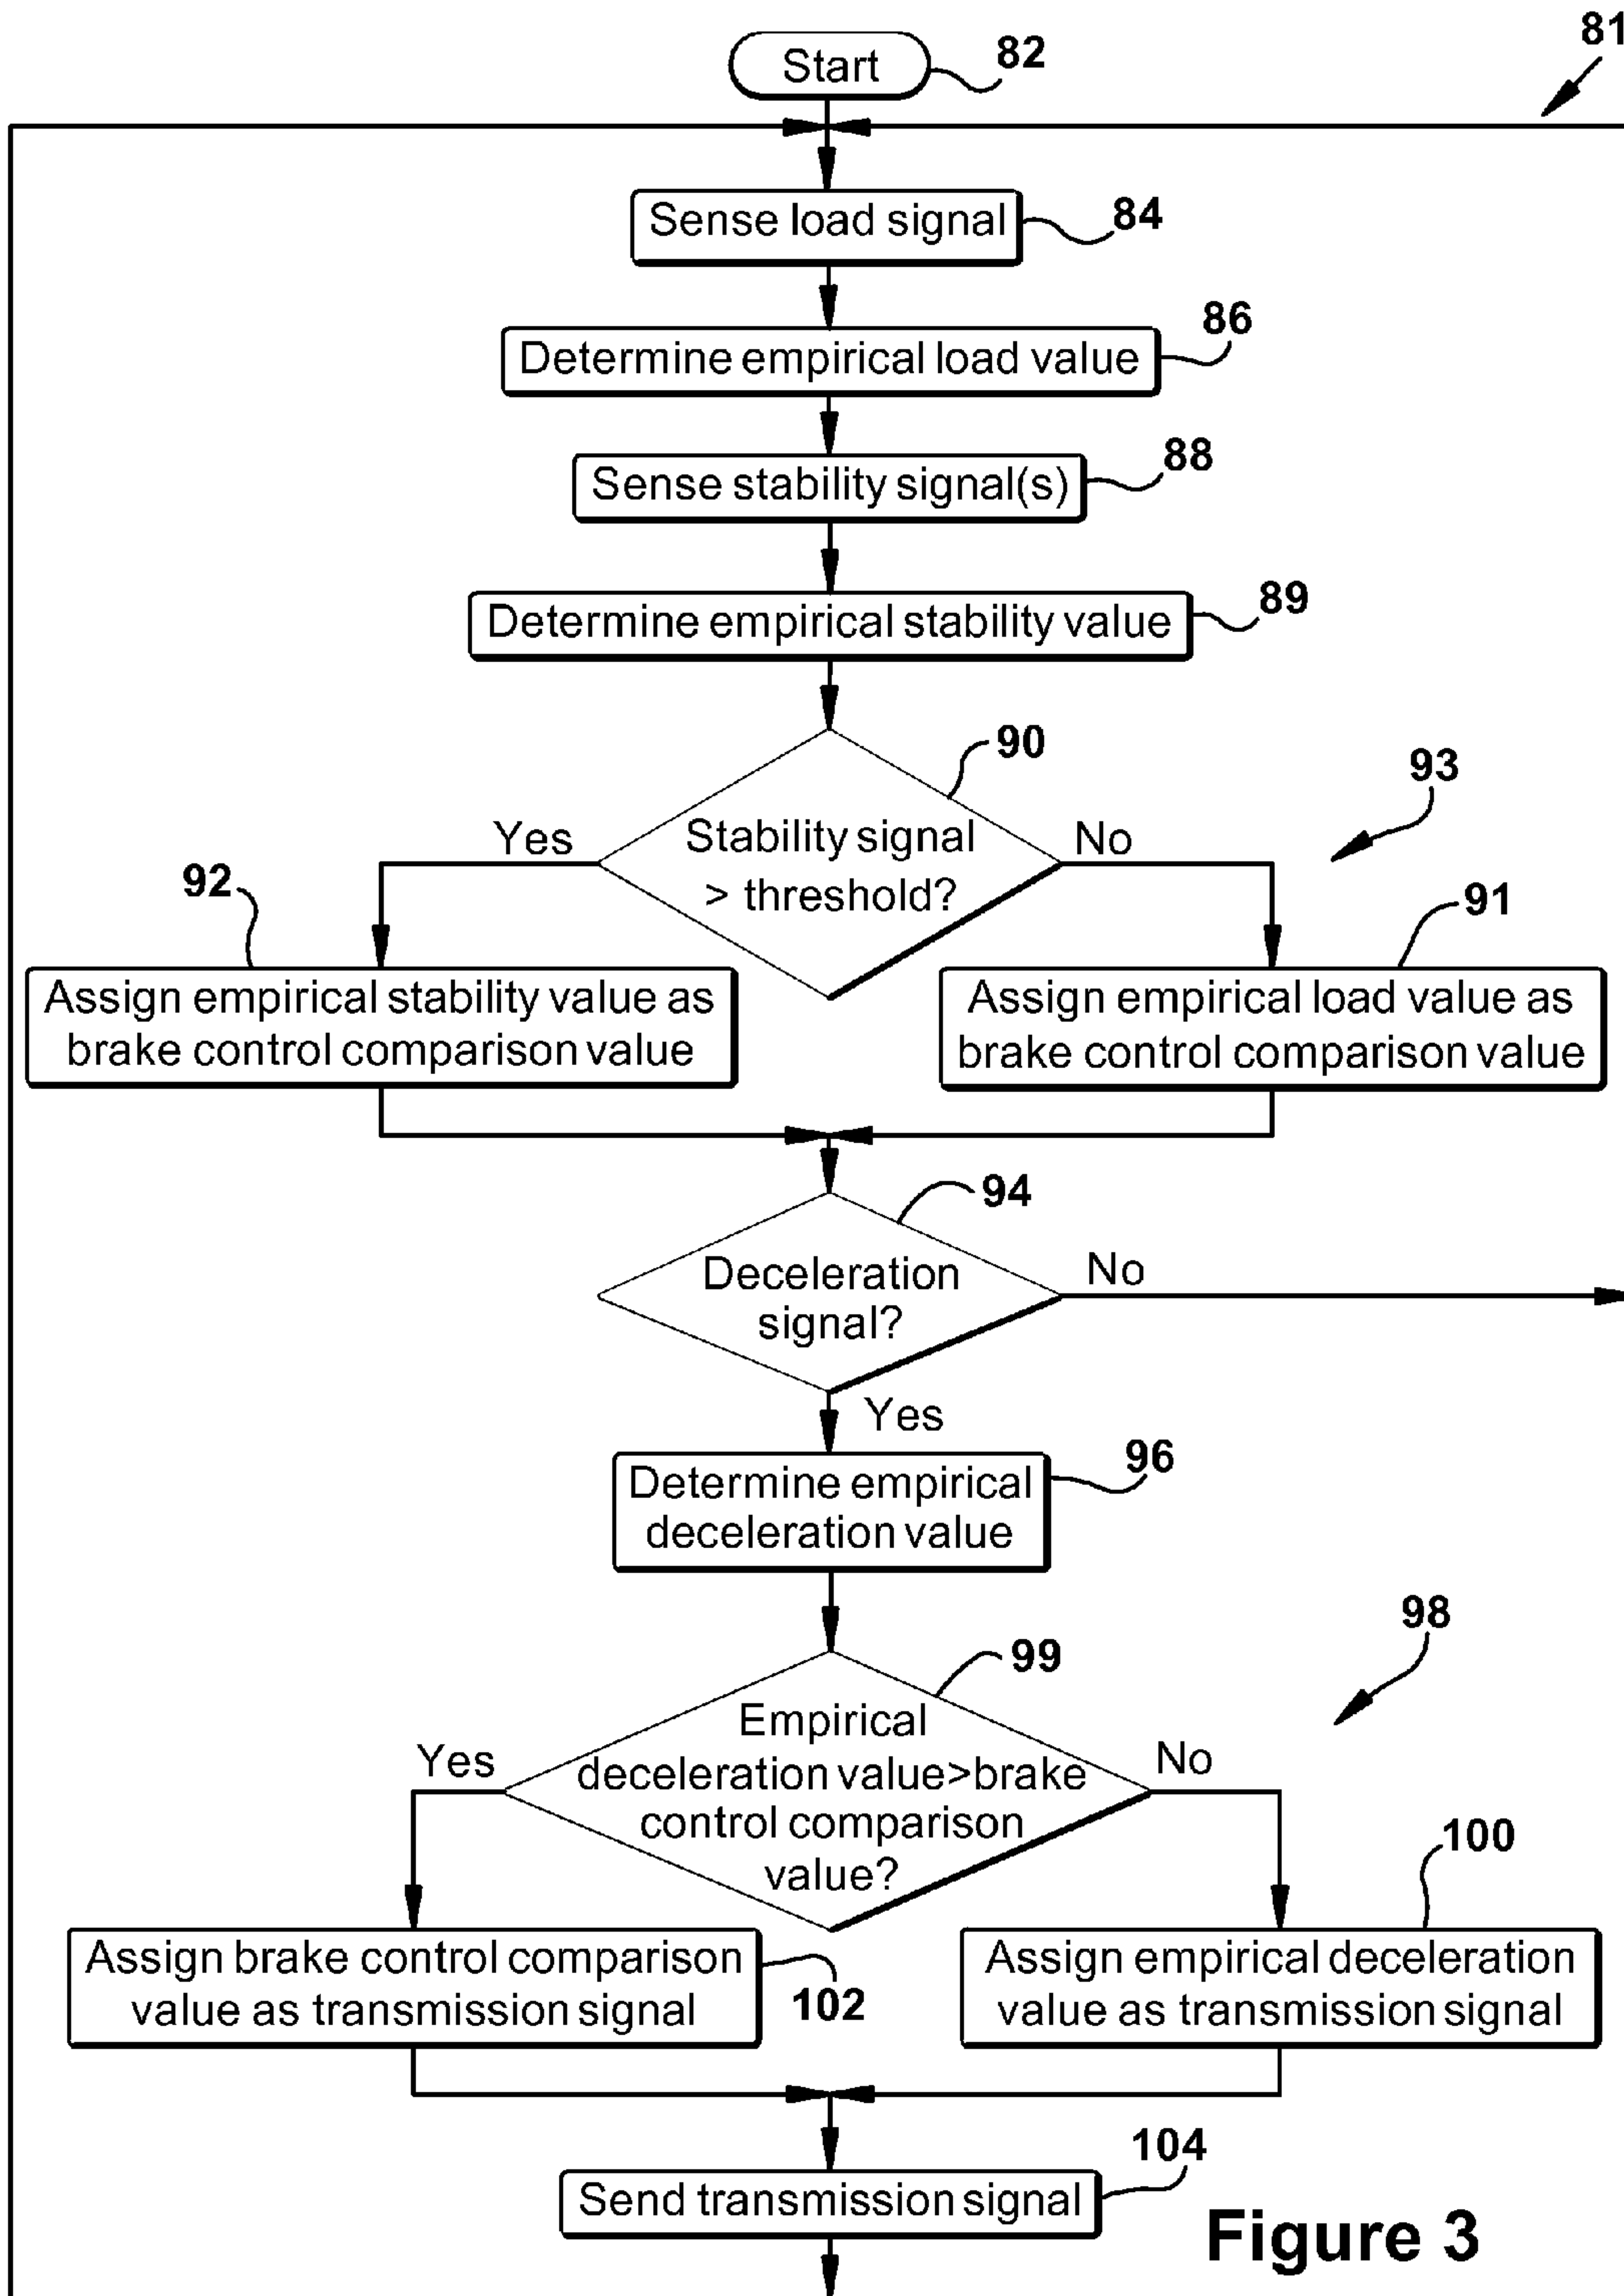 81
Start
82
Sense load signal
84
Determine empirical load value
86
Sense stability signal(s)
88
Determine empirical stability value
89
90
93
Yes
Stability signal
> threshold?
No
92
91
Assign empirical stability value as
brake control comparison value
Assign empirical load value as
brake control comparison value
94
Deceleration
signal?
No
Yes
Determine empirical
deceleration value
96
98
99
Yes
Empirical
deceleration value>brake
control comparison
value?
No
100
Assign brake control comparison
value as transmission signal
102
Assign empirical deceleration
value as transmission signal
104
Send transmission signal
Figure 3